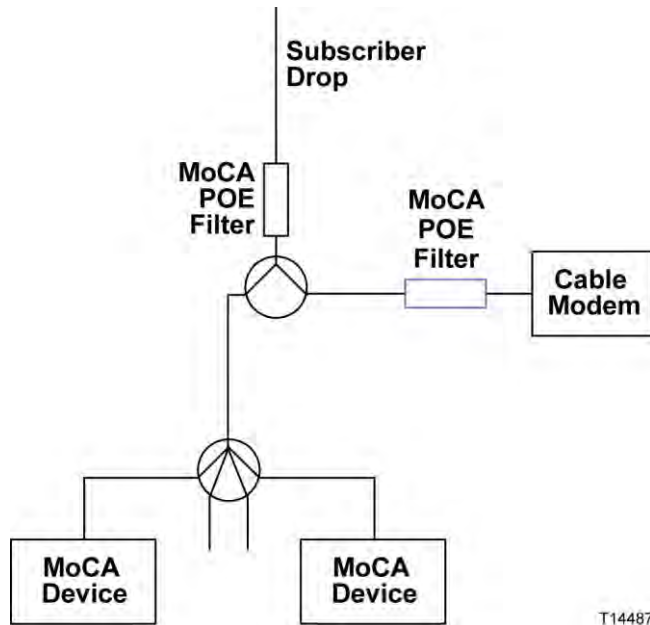 Subscriber
Drop
MoCA
POE
Filter
MoCA
POE
Filter
Cable
Modem
MoCA
Device
MoCA
Device
T14487